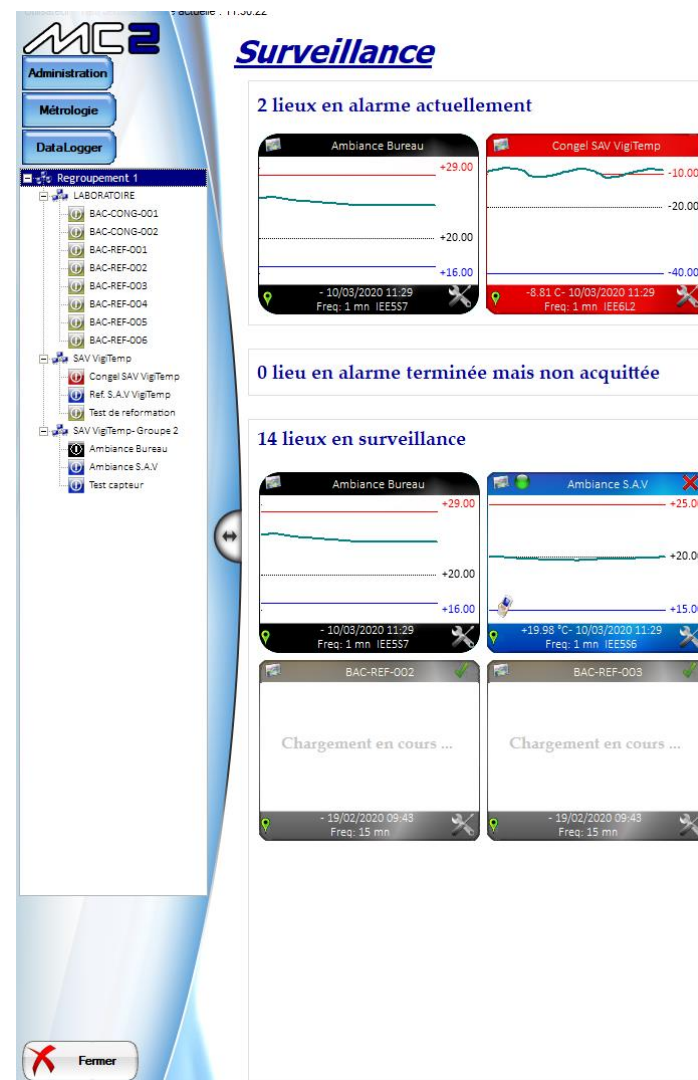 actuelle : 11:30:22
MC2
Administration
Métrologie
DataLogger
Regroupement 1
LABORATOIRE
BAC-CONG-001
BAC-CONG-002
BAC-REF-001
BAC-REF-002
BAC-REF-003
BAC-REF-004
BAC-REF-005
BAC-REF-006
SAV VigiTemp
Congel SAV VigiTemp
Ref. S.A.V VigiTemp
Test de reformation
SAV VigiTemp- Groupe 2
Ambiance Bureau
Ambiance S.A.V
Test capteur
Fermer
Surveillance
2 lieux en alarme actuellement
Ambiance Bureau
+29.00
+20.00
+16.00
- 10/03/2020 11:29
Freq: 1 mn IEE5S7
Congel SAV VigiTemp
-10.00
-20.00
-40.00
-8.81 C- 10/03/2020 11:29
Freq: 1 mn IEE6L2
0 lieu en alarme terminée mais non acquittée
14 lieux en surveillance
Ambiance Bureau
+29.00
+20.00
+16.00
- 10/03/2020 11:29
Freq: 1 mn IEE5S7
Ambiance S.A.V
+25.0
+20.0
+15.0
+19.98 °C- 10/03/2020 11:29
Freq: 1 mn IEE5S6
BAC-REF-002
Chargement en cours ...
- 19/02/2020 09:43
Freq: 15 mn
BAC-REF-003
Chargement en cours ...
- 19/02/2020 09:43
Freq: 15 mn